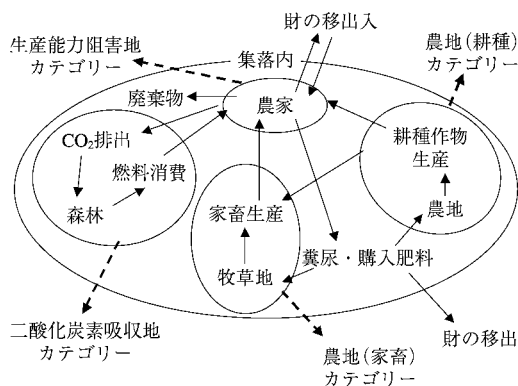 財の移出入
生産能力阻害地
カテゴリー
集落内
農地(耕種)
カテゴリー
廃棄物
農家
CO₂排出
耕種作物
生産
燃料消費
森林
家畜生産
農地
牧草地
糞尿・購入肥料
二酸化炭素吸収地
カテゴリー
農地(家畜)
カテゴリー
財の移出